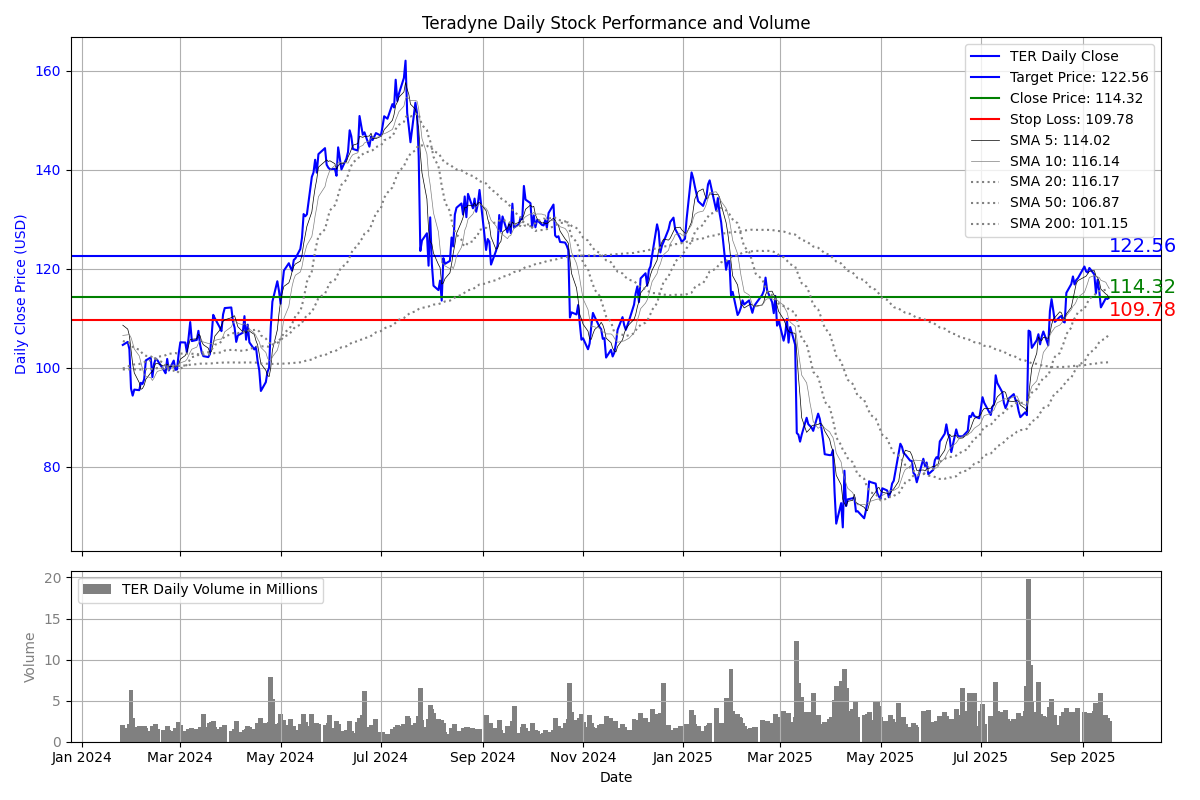 Teradyne Daily Stock Performance and Volume
Daily Close Price (USD)
160
140
120
100
80
TER Daily Close
Target Price: 122.56
Close Price: 114.32
Stop Loss: 109.78
SMA 5: 114.02
SMA 10: 116.14
SMA 20: 116.17
SMA 50: 106.87
SMA 200: 101.15
122.56
114.32
109.78
Volume
20
15
10
5
0
TER Daily Volume in Millions
Jan 2024 Mar 2024 May 2024 Jul 2024 Sep 2024 Nov 2024 Jan 2025 Mar 2025 May 2025 Jul 2025 Sep 2025
Date